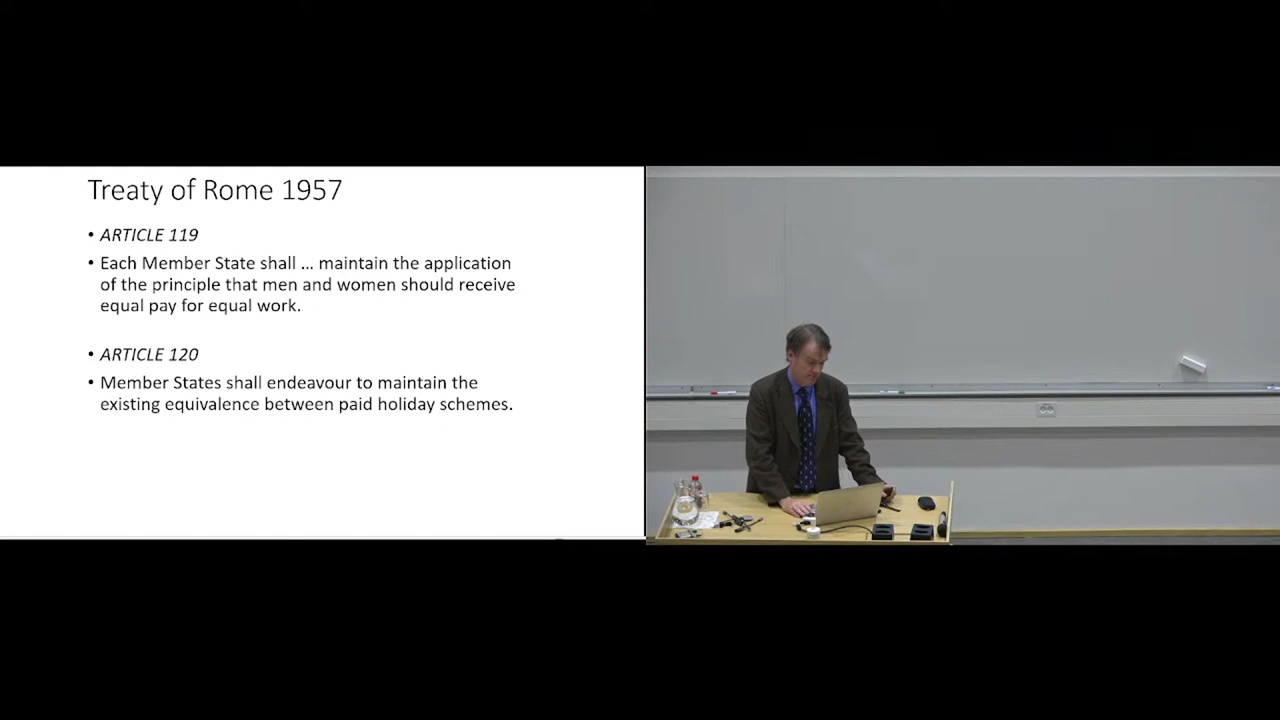 Treaty of Rome 1957
• ARTICLE 119
• Each Member State shall ... maintain the application
of the principle that men and women should receive
equal pay for equal work.
• ARTICLE 120
• Member States shall endeavour to maintain the
existing equivalence between paid holiday schemes.